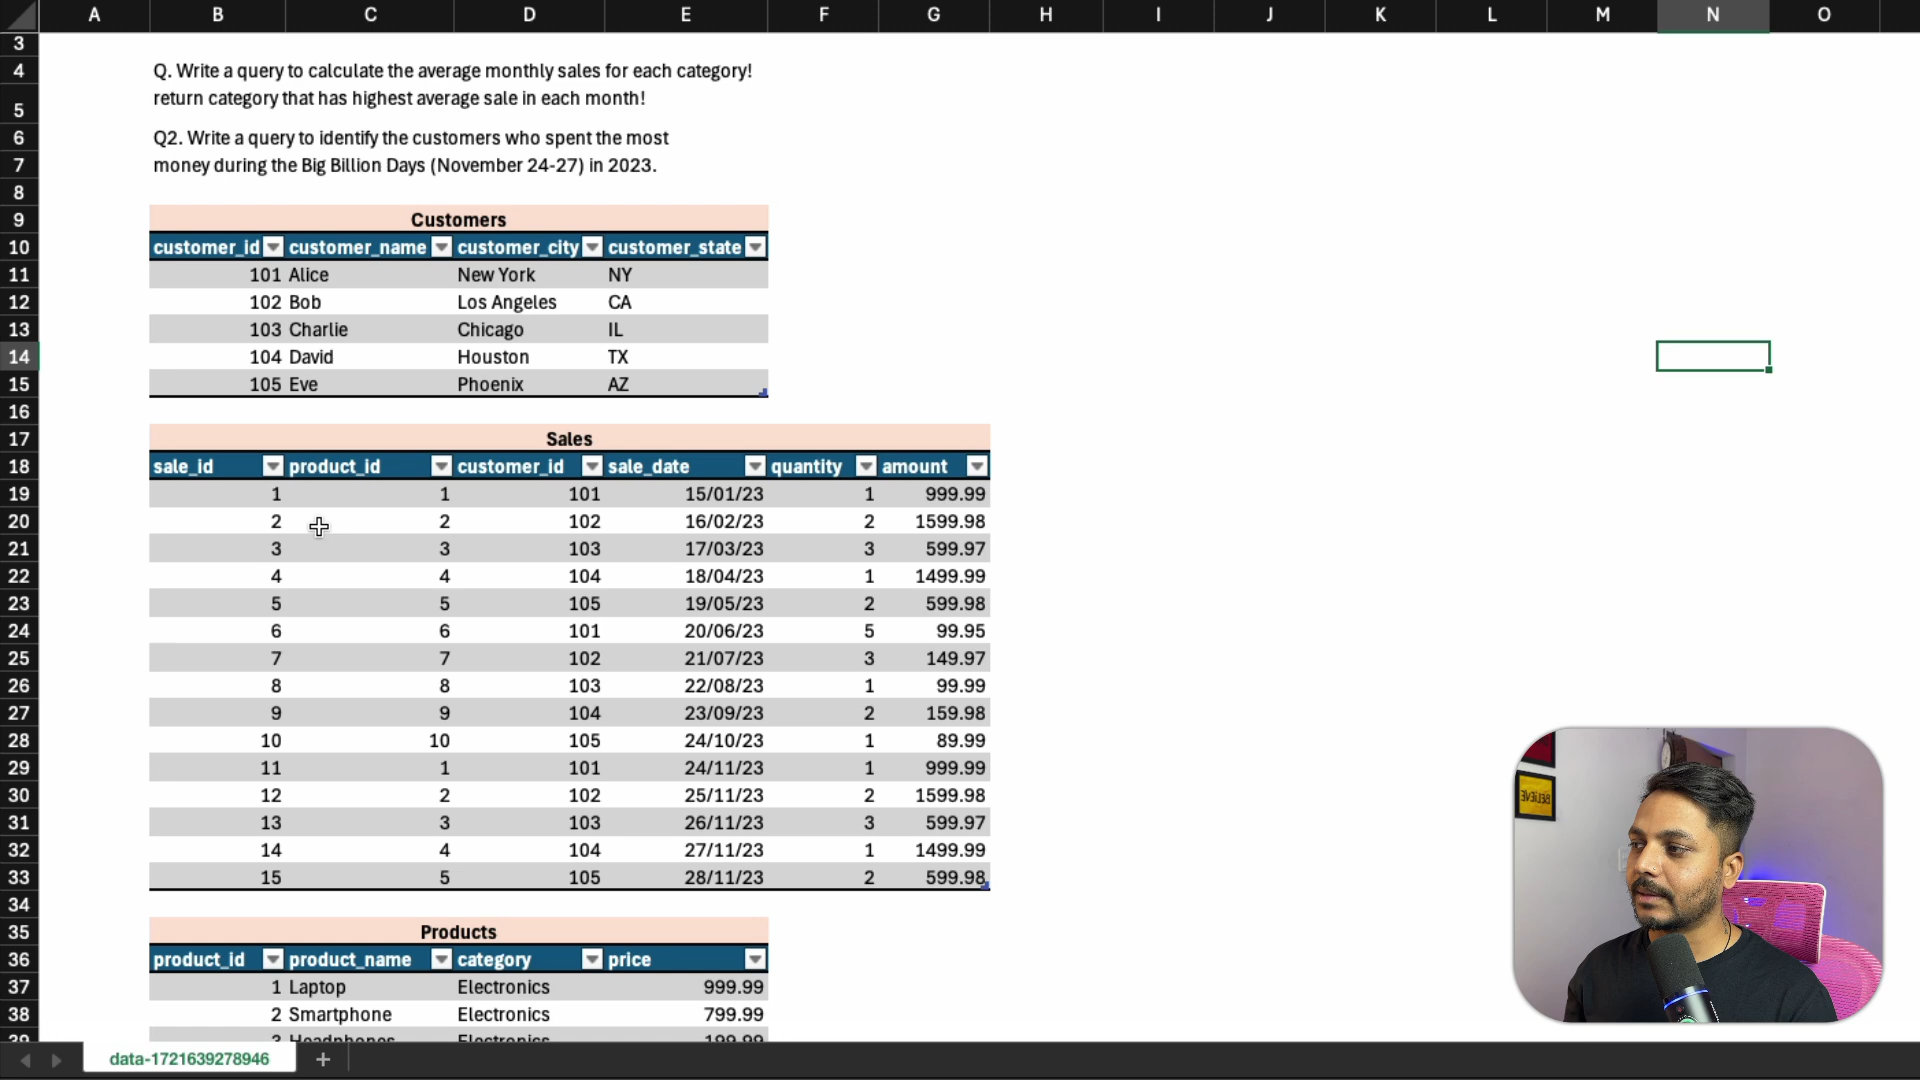 A B C D E F G H I J K L M N O
3
4 Q. Write a query to calculate the average monthly sales for each category!
5 return category that has highest average sale in each month!
6 Q2. Write a query to identify the customers who spent the most
7 money during the Big Billion Days (November 24-27) in 2023.
8
9 Customers
10 customer_id customer_name customer_city customer_state
11 101 Alice New York NY
12 102 Bob Los Angeles CA
13 103 Charlie Chicago IL
14 104 David Houston TX
15 105 Eve Phoenix AZ
16
17 Sales
18 sale_id product_id customer_id sale_date quantity amount
19 1 1 101 15/01/23 1 999.99
20 2 2 102 16/02/23 2 1599.98
21 3 3 103 17/03/23 3 599.97
22 4 4 104 18/04/23 1 1499.99
23 5 5 105 19/05/23 2 599.98
24 6 6 101 20/06/23 5 99.95
25 7 7 102 21/07/23 3 149.97
26 8 8 103 22/08/23 1 99.99
27 9 9 104 23/09/23 2 159.98
28 10 10 105 24/10/23 1 89.99
29 11 1 101 24/11/23 1 999.99
30 12 2 102 25/11/23 2 1599.98
31 13 3 103 26/11/23 3 599.97
32 14 4 104 27/11/23 1 1499.99
33 15 5 105 28/11/23 2 599.98
34
35 Products
36 product_id product_name category price
37 1 Laptop Electronics 999.99
38 2 Smartphone Electronics 799.99
39 3 Headphones Electronics 199.99
BELIEVE
data-1721639278946